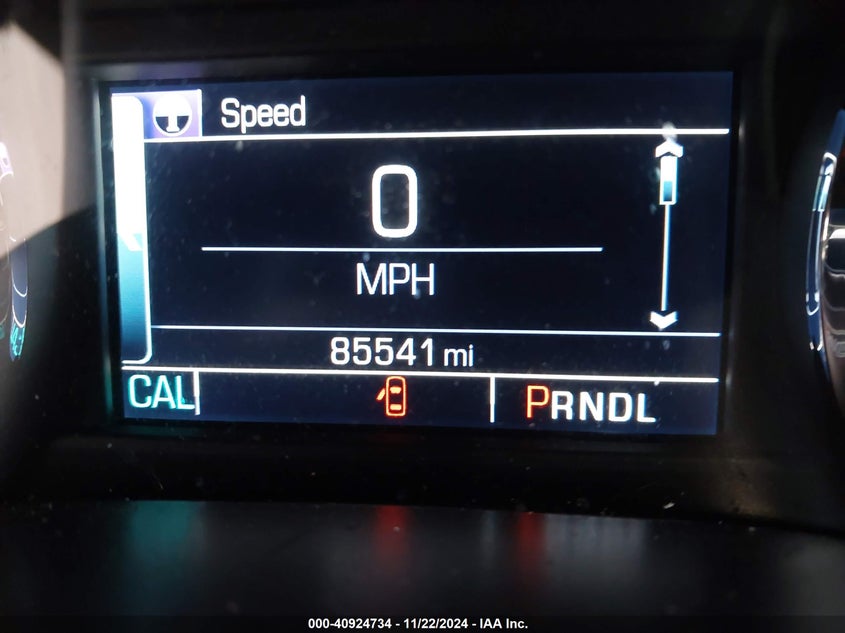 Speed
0
MPH
85541 mi
CAL PRNDL
000-40924734 - 11/22/2024 - IAA Inc.